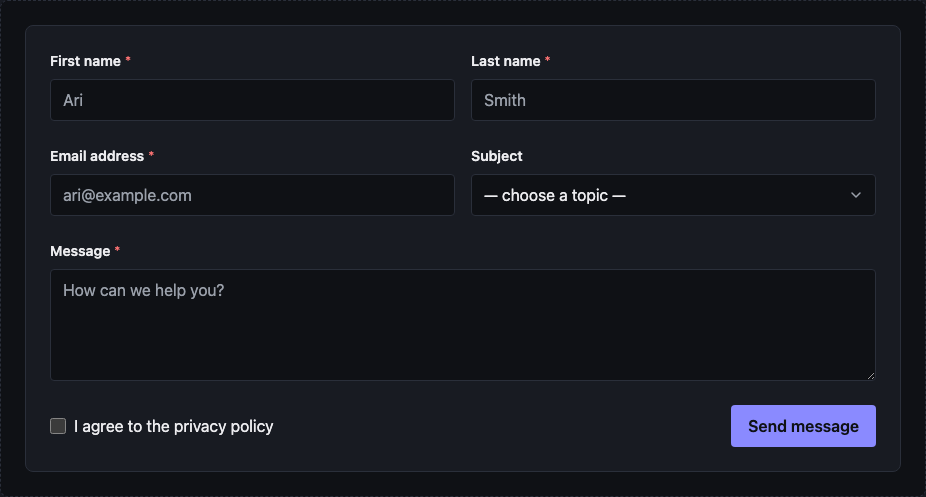 First name *
Last name *
Ari
Smith
Email address *
Subject
ari@example.com
— choose a topic —
Message *
How can we help you?
I agree to the privacy policy
Send message